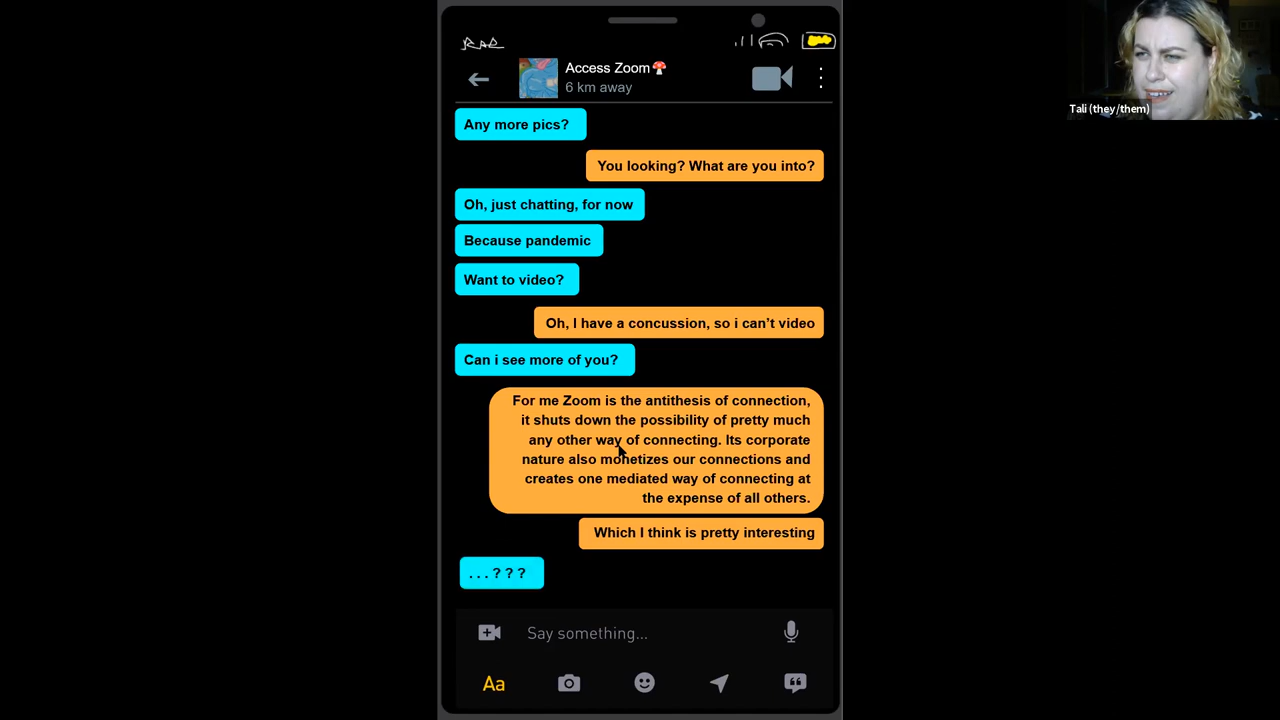 RAR
Access Zoom🍄
6 km away
Tali (they/them)
Any more pics?
You looking? What are you into?
Oh, just chatting, for now
Because pandemic
Want to video?
Oh, I have a concussion, so i can't video
Can i see more of you?
For me Zoom is the antithesis of connection,
it shuts down the possibility of pretty much
any other way of connecting. Its corporate
nature also monetizes our connections and
creates one mediated way of connecting at
the expense of all others.
Which I think is pretty interesting
. . . ? ? ?
Say something...
Aa